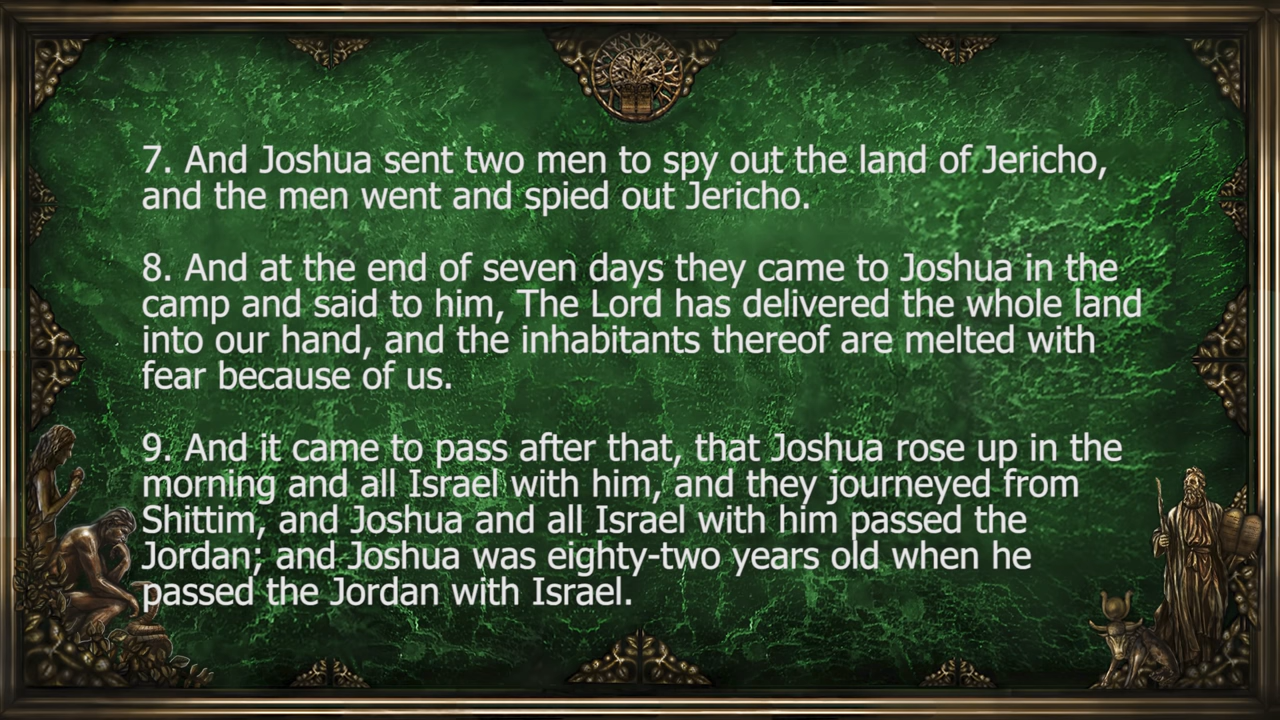 7. And Joshua sent two men to spy out the land of Jericho,
and the men went and spied out Jericho.
8. And at the end of seven days they came to Joshua in the
camp and said to him, The Lord has delivered the whole land
into our hand, and the inhabitants thereof are melted with
fear because of us.
9. And it came to pass after that, that Joshua rose up in the
morning and all Israel with him, and they journeyed from
Shittim, and Joshua and all Israel with him passed the
Jordan; and Joshua was eighty-two years old when he
passed the Jordan with Israel.